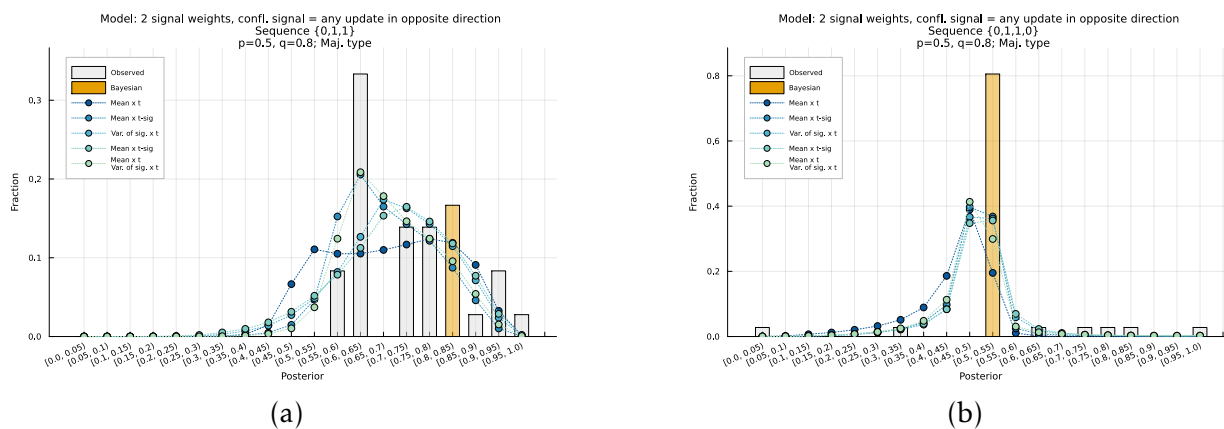 Model: 2 signal weights, confl. signal = any update in opposite direction
Sequence {0,1,1}
p=0.5, q=0.8; Maj. type
Observed
Bayesian
Mean x t
Mean x t-sig
Var. of sig. x t
Mean x t-sig
Mean x t
Var. of sig. x t
Fraction
0.3
0.2
0.1
0.0
[0.0, 0.05)
[0.05, 0.1)
[0.1, 0.15)
[0.15, 0.2)
[0.2, 0.25)
[0.25, 0.3)
[0.3, 0.35)
[0.35, 0.4)
[0.4, 0.45)
[0.45, 0.5)
[0.5, 0.55)
[0.55, 0.6)
[0.6, 0.65)
[0.65, 0.7)
[0.7, 0.75)
[0.75, 0.8)
[0.8, 0.85)
[0.85, 0.9)
[0.9, 0.95)
[0.95, 1.0)
Posterior
(a)
Model: 2 signal weights, confl. signal = any update in opposite direction
Sequence {0,1,1,0}
p=0.5, q=0.8; Maj. type
Observed
Bayesian
Mean x t
Mean x t-sig
Var. of sig. x t
Mean x t-sig
Mean x t
Var. of sig. x t
Fraction
0.8
0.6
0.4
0.2
0.0
[0.0, 0.05)
[0.05, 0.1)
[0.1, 0.15)
[0.15, 0.2)
[0.2, 0.25)
[0.25, 0.3)
[0.3, 0.35)
[0.35, 0.4)
[0.4, 0.45)
[0.45, 0.5)
[0.5, 0.55)
[0.55, 0.6)
[0.6, 0.65)
[0.65, 0.7)
[0.7, 0.75)
[0.75, 0.8)
[0.8, 0.85)
[0.85, 0.9)
[0.9, 0.95)
[0.95, 1.0)
Posterior
(b)